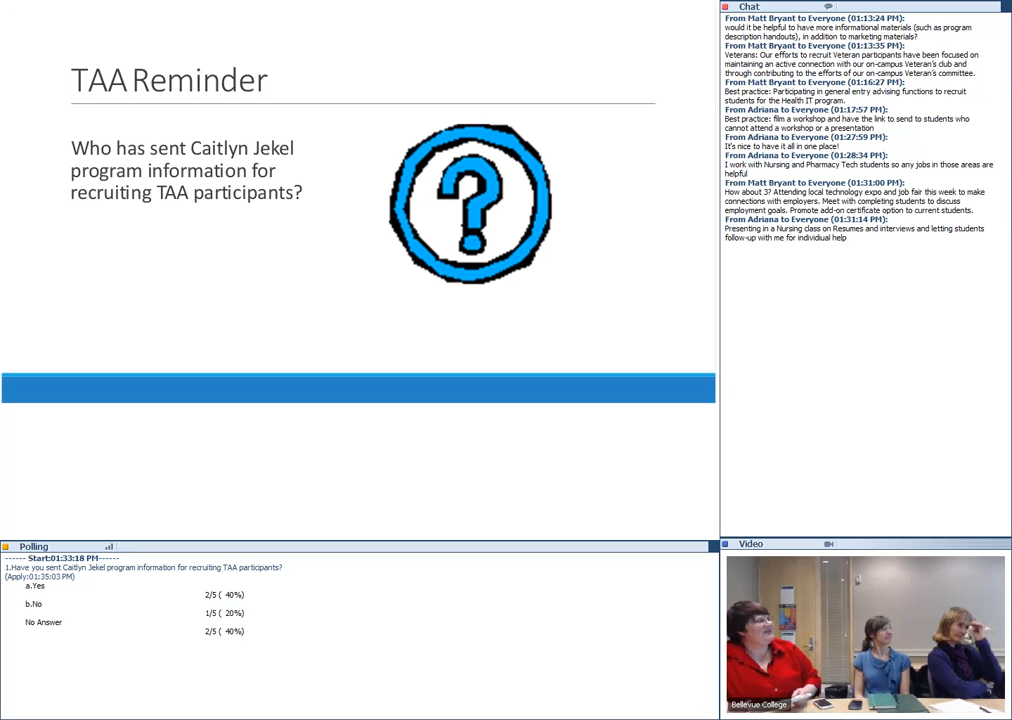 TAA Reminder
Who has sent Caitlyn Jekel
program information for
recruiting TAA participants?
Chat
From Matt Bryant to Everyone (01:13:24 PM):
would it be helpful to have more informational materials (such as program
description handouts), in addition to marketing materials?
From Matt Bryant to Everyone (01:13:35 PM):
Veterans: Our efforts to recruit Veteran participants have been focused on
maintaining an active connection with our on-campus Veteran's club and
through contributing to the efforts of our on-campus Veteran's committee.
From Matt Bryant to Everyone (01:16:27 PM):
Best practice: Participating in general entry advising functions to recruit
students for the Health IT program.
From Adriana to Everyone (01:17:57 PM):
Best practice: film a workshop and have the link to send to students who
cannot attend a workshop or a presentation
From Adriana to Everyone (01:27:59 PM):
It's nice to have it all in one place!
From Adriana to Everyone (01:28:34 PM):
I work with Nursing and Pharmacy Tech students so any jobs in those areas are
helpful
From Matt Bryant to Everyone (01:31:00 PM):
How about 3? Attending local technology expo and job fair this week to make
connections with employers. Meet with completing students to discuss
employment goals. Promote add-on certificate option to current students.
From Adriana to Everyone (01:31:14 PM):
Presenting in a Nursing class on Resumes and interviews and letting students
follow-up with me for individiual help
Polling
------ Start:01:33:18 PM------
1.Have you sent Caitlyn Jekel program information for recruiting TAA participants?
(Apply:01:35:03 PM)
a.Yes
2/5 ( 40%)
b.No
1/5 ( 20%)
No Answer
2/5 ( 40%)
Video
Bellevue College